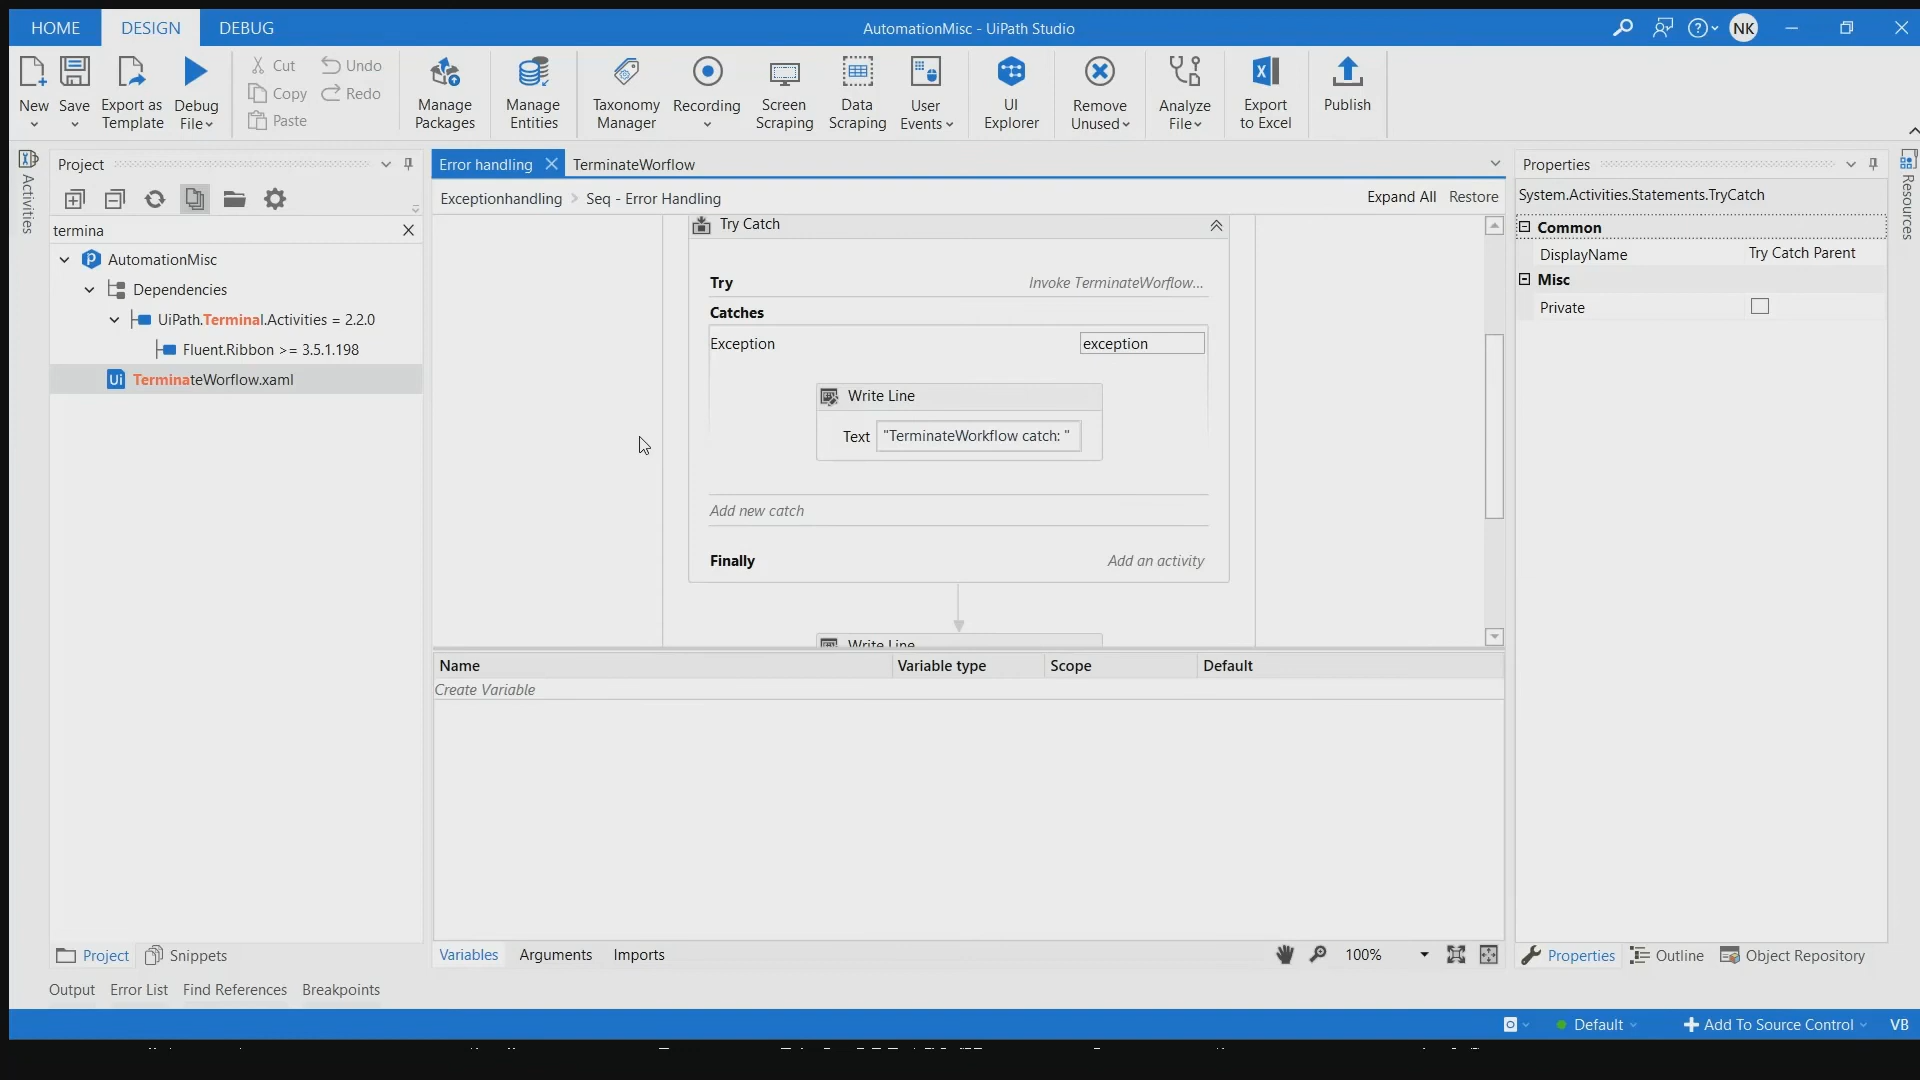 HOME DESIGN DEBUG AutomationMisc - UiPath Studio NK
New Save Export as Template Debug File Cut Copy Paste Undo Redo Manage Packages Manage Entities Taxonomy Manager Recording Screen Scraping Data Scraping User Events UI Explorer Remove Unused Analyze File Export to Excel Publish
Activities
Project
termina
AutomationMisc
Dependencies
UiPath.Terminal.Activities = 2.2.0
Fluent.Ribbon >= 3.5.1.198
Ui TerminateWorflow.xaml
Project Snippets
Error handling TerminateWorflow
Exceptionhandling > Seq - Error Handling Expand All Restore
Try Catch
Try Invoke TerminateWorflow...
Catches
Exception exception
Write Line
Text "TerminateWorkflow catch: "
Add new catch
Finally Add an activity
Write Line
Name Variable type Scope Default
Create Variable
Variables Arguments Imports 100%
Properties
System.Activities.Statements.TryCatch
Common
DisplayName Try Catch Parent
Misc
Private
Properties Outline Object Repository
Resources
Output Error List Find References Breakpoints
Default Add To Source Control VB